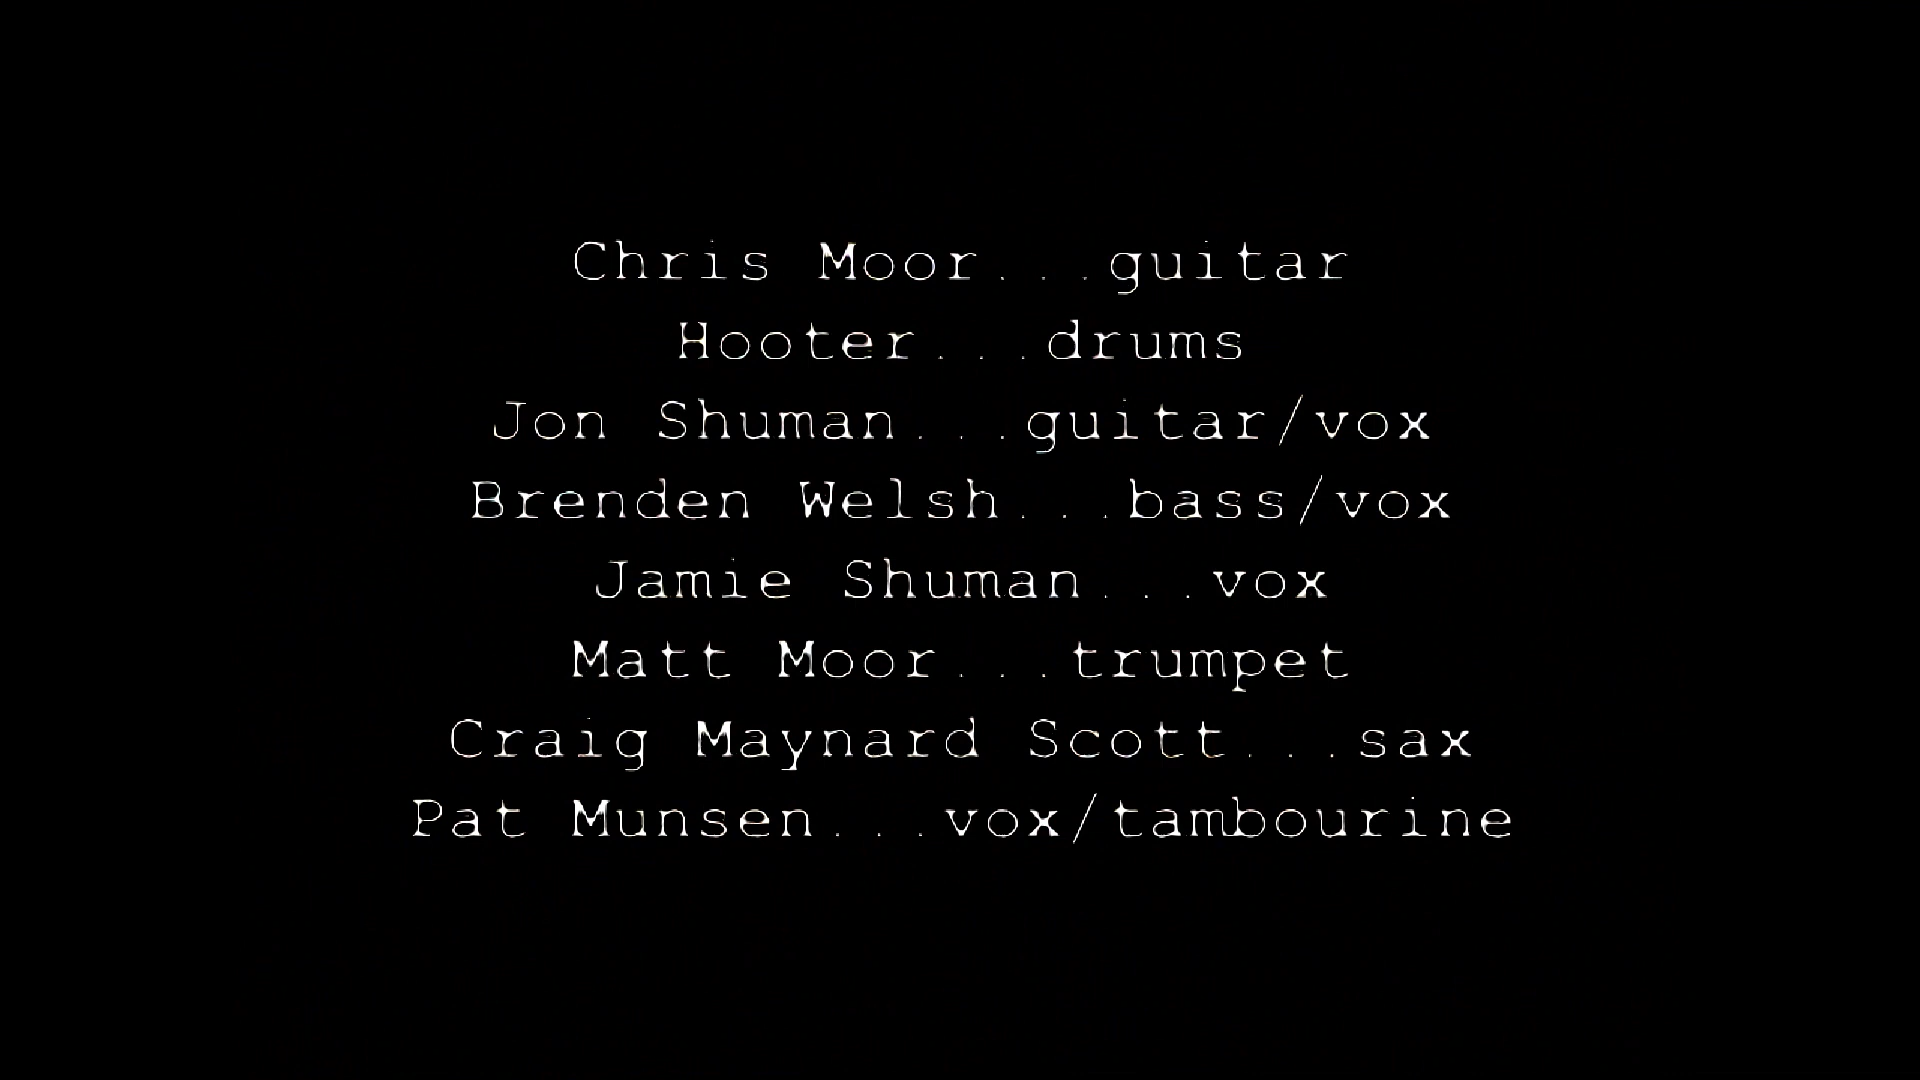 Chris Moor...guitar
Hooter...drums
Jon Shuman...guitar/vox
Brenden Welsh...bass/vox
Jamie Shuman...vox
Matt Moor...trumpet
Craig Maynard Scott...sax
Pat Munsen...vox/tambourine